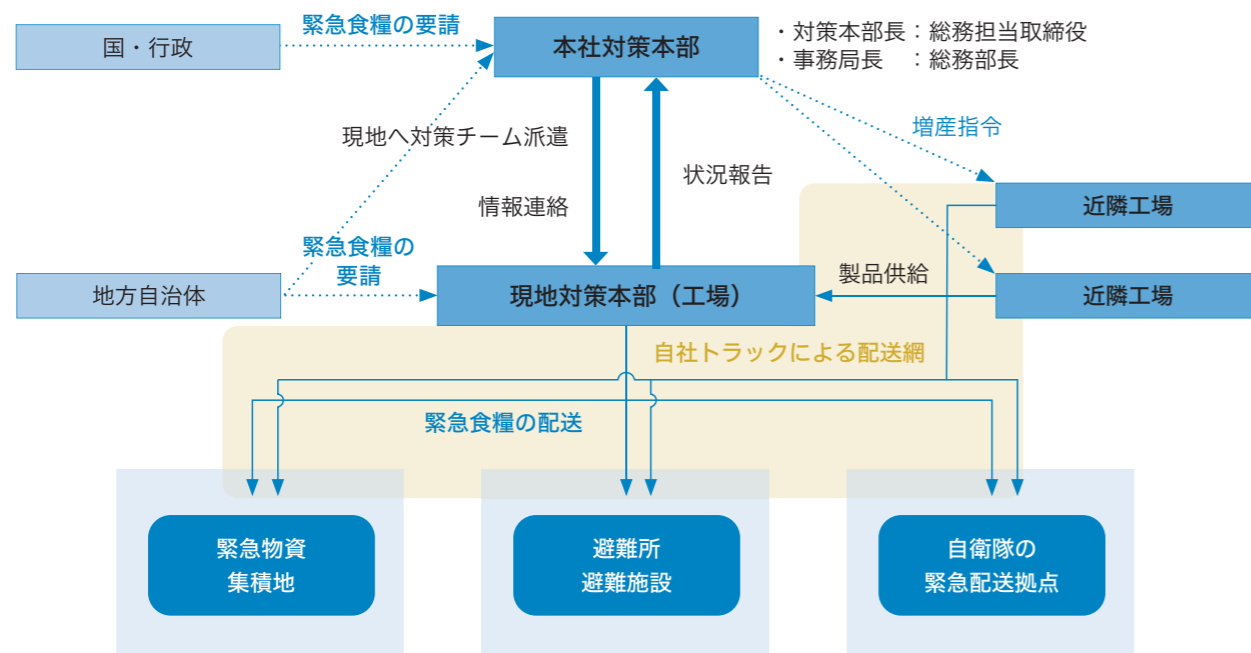 国・行政
緊急食糧の要請
本社対策本部
・対策本部長：総務担当取締役
・事務局長　：総務部長
現地へ対策チーム派遣
情報連絡
状況報告
増産指令
近隣工場
地方自治体
緊急食糧の
要請
現地対策本部（工場）
製品供給
近隣工場
自社トラックによる配送網
緊急食糧の配送
緊急物資
集積地
避難所
避難施設
自衛隊の
緊急配送拠点